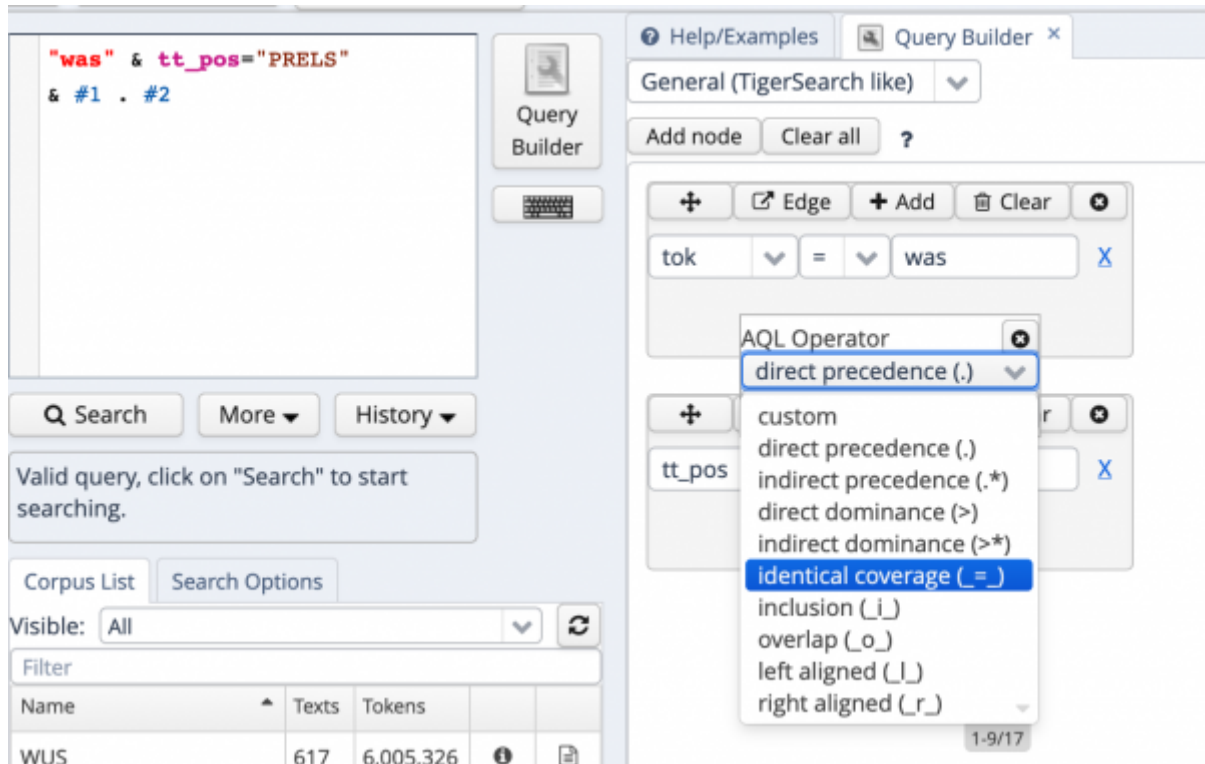 "was" & tt_pos="PRELS"
& #1 . #2
Query
Builder
Search
More
History
Valid query, click on "Search" to start
searching.
Corpus List
Search Options
Visible: All
Filter
Name Texts Tokens
WUS 617 6,005,326
Help/Examples
Query Builder ×
General (TigerSearch like)
Add node
Clear all
?
Edge
Add
Clear
tok = was X
AQL Operator
direct precedence (.)
r
tt_pos X
custom
direct precedence (.)
indirect precedence (.*)
direct dominance (>)
indirect dominance (>*)
identical coverage (_=_)
inclusion (_i_)
overlap (_o_)
left aligned (_l_)
right aligned (_r_)
1-9/17